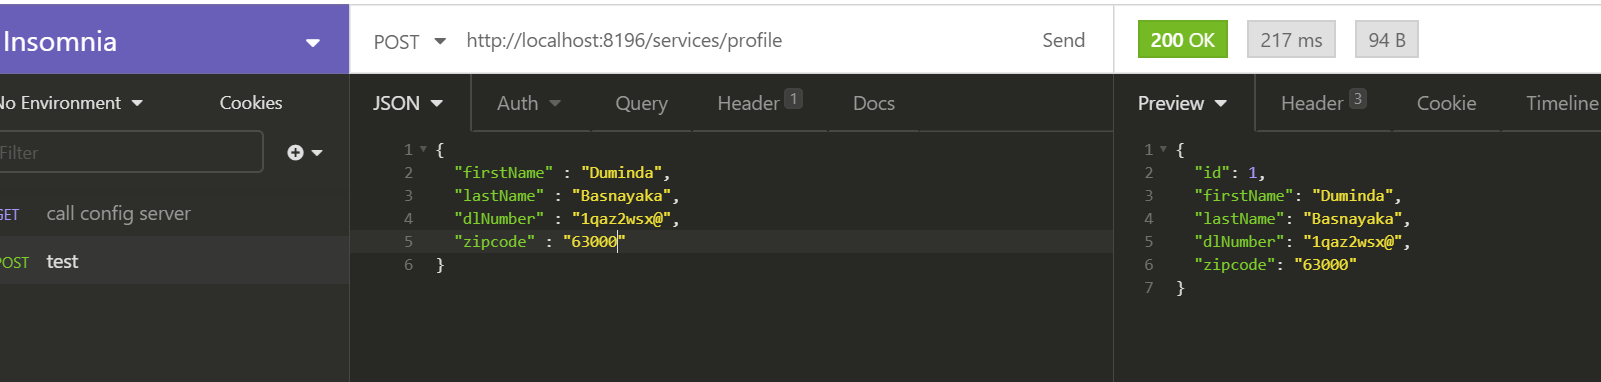 Insomnia
POST http://localhost:8196/services/profile Send
200 OK 217 ms 94 B
No Environment Cookies
JSON Auth Query Header 1 Docs
Preview Header 3 Cookie Timeline
Filter
GET call config server
POST test
1 {
2 "firstName" : "Duminda",
3 "lastName" : "Basnayaka",
4 "dlNumber" : "1qaz2wsx@",
5 "zipcode" : "63000"
6 }
1 {
2 "id": 1,
3 "firstName": "Duminda",
4 "lastName": "Basnayaka",
5 "dlNumber": "1qaz2wsx@",
6 "zipcode": "63000"
7 }